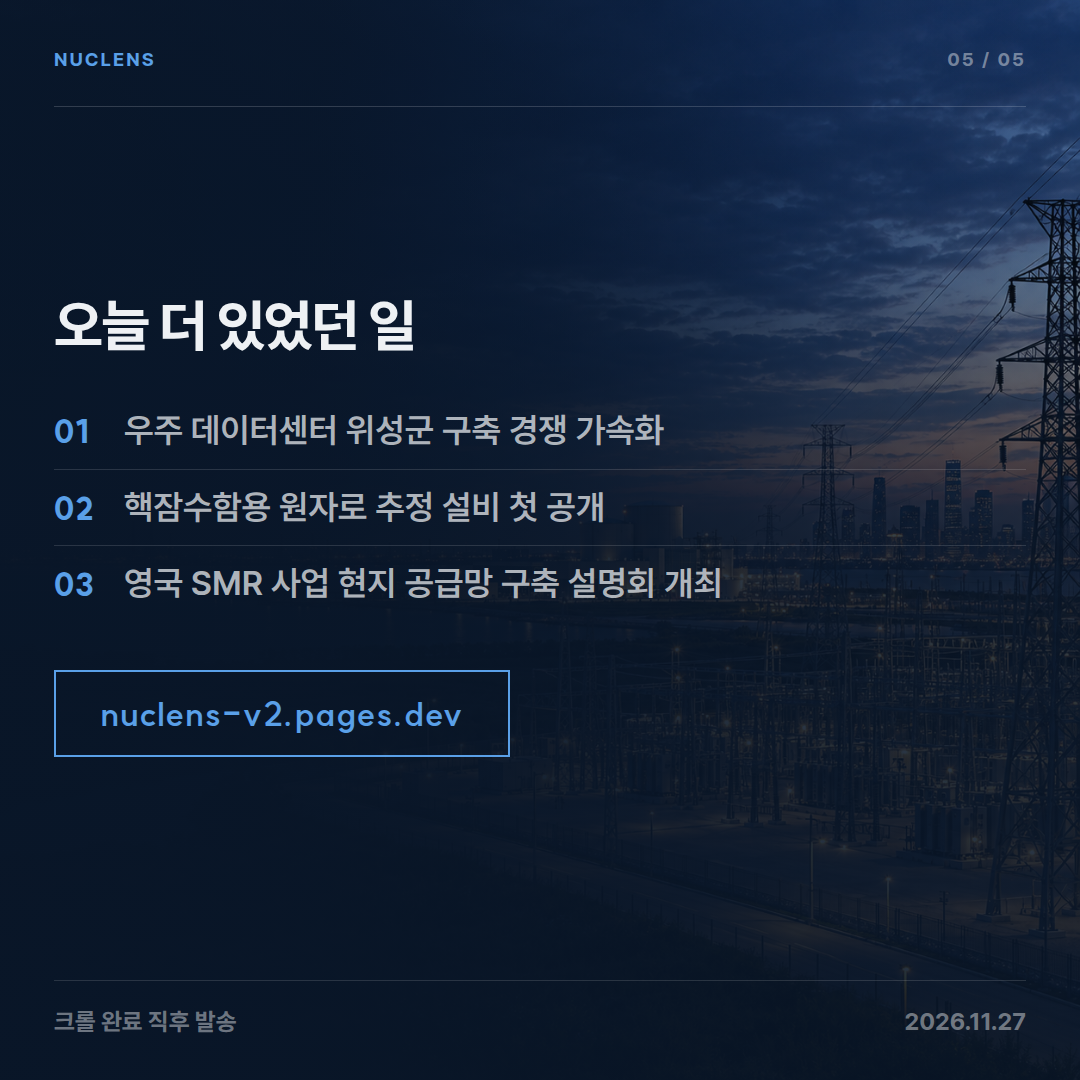 NUCLENS
05 / 05
오늘 더 있었던 일
01 우주 데이터센터 위성군 구축 경쟁 가속화
02 핵잠수함용 원자로 추정 설비 첫 공개
03 영국 SMR 사업 현지 공급망 구축 설명회 개최
nuclens-v2.pages.dev
크롤 완료 직후 발송
2026.11.27